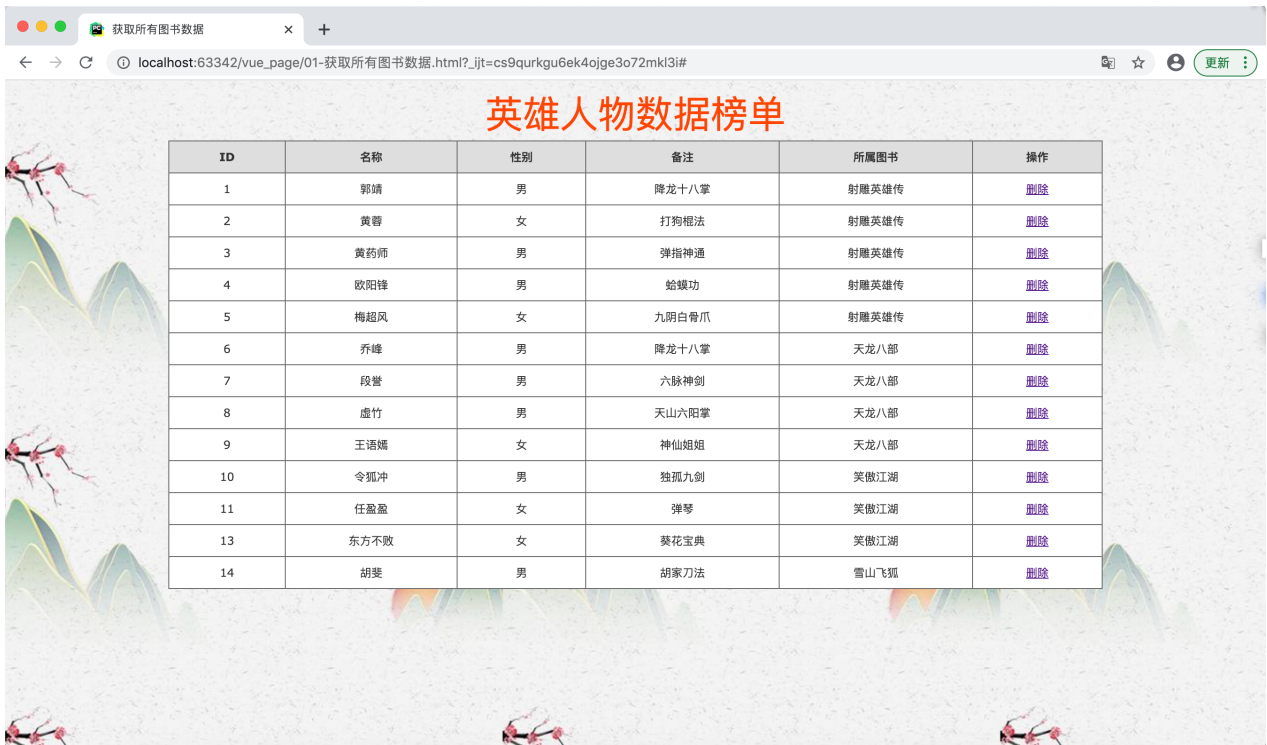 获取所有图书数据
localhost:63342/vue_page/01-获取所有图书数据.html?_ijt=cs9qurkgu6ek4ojge3o72mkl3i#
更新
英雄人物数据榜单
ID 名称 性别 备注 所属图书 操作
1 郭靖 男 降龙十八掌 射雕英雄传 删除
2 黄蓉 女 打狗棍法 射雕英雄传 删除
3 黄药师 男 弹指神通 射雕英雄传 删除
4 欧阳锋 男 蛤蟆功 射雕英雄传 删除
5 梅超风 女 九阴白骨爪 射雕英雄传 删除
6 乔峰 男 降龙十八掌 天龙八部 删除
7 段誉 男 六脉神剑 天龙八部 删除
8 虚竹 男 天山六阳掌 天龙八部 删除
9 王语嫣 女 神仙姐姐 天龙八部 删除
10 令狐冲 男 独孤九剑 笑傲江湖 删除
11 任盈盈 女 弹琴 笑傲江湖 删除
13 东方不败 女 葵花宝典 笑傲江湖 删除
14 胡斐 男 胡家刀法 雪山飞狐 删除